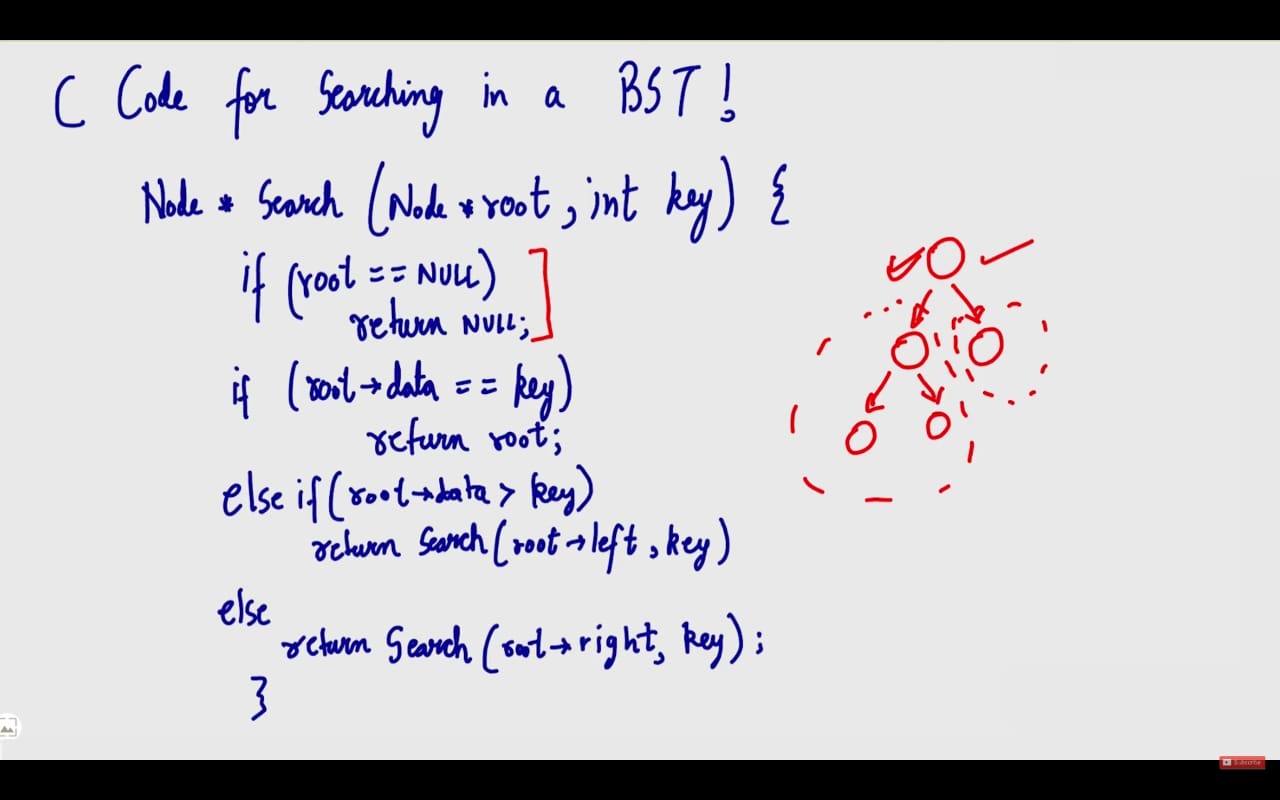 C Code for Searching in a BST!
Node * Search (Node * root, int key) {
if (root == NULL)
return NULL;
if (root → data == key)
return root;
else if (root → data > key)
return Search (root → left, key)
else
return Search (root → right, key);
}
Subscribe